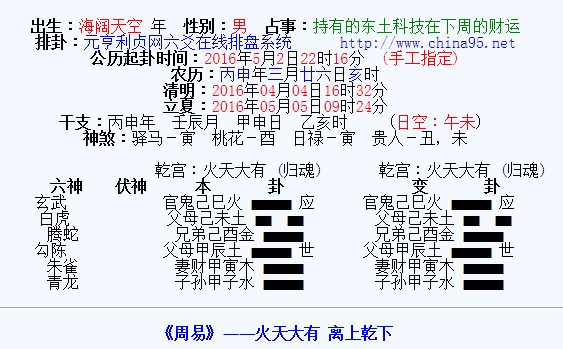 出生：海阔天空 年　性别：男　占事：持有的东土科技在下周的财运
排卦：元亨利贞网六爻在线排盘系统　　http://www.china95.net
公历起卦时间：2016年5月2日22时16分　(手工指定)
农历：丙申年三月廿六日亥时
清明：2016年04月04日16时32分
立夏：2016年05月05日09时24分
干支：丙申年　壬辰月　甲申日　乙亥时　　(日空：午未)
神煞：驿马－寅　桃花－酉　日禄－寅　贵人－丑，未
乾宫：火天大有 (归魂)　　乾宫：火天大有 (归魂)
六神　伏神　本　卦　　变　卦
玄武　官鬼己巳火　应　　官鬼己巳火　应
白虎　父母己未土　　父母己未土
腾蛇　兄弟己酉金　　兄弟己酉金
勾陈　父母甲辰土　世　　父母甲辰土　世
朱雀　妻财甲寅木　　妻财甲寅木
青龙　子孙甲子水　　子孙甲子水
《周易》——火天大有 离上乾下